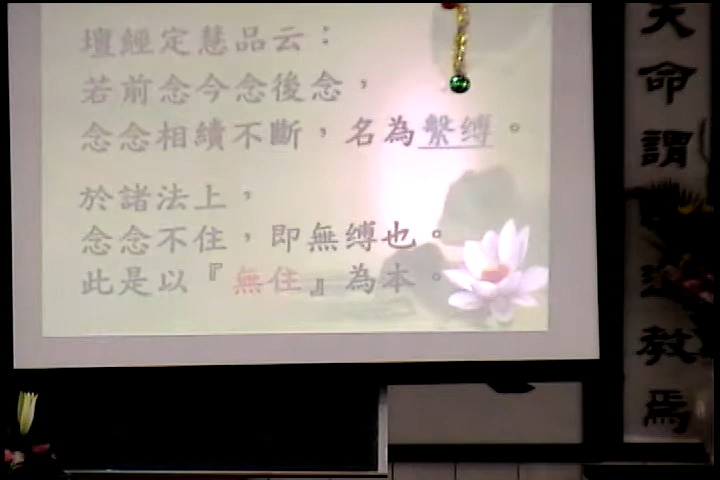 壇經定慧品云：
若前念今念後念，
念念相續不斷，名為繫縛。
於諸法上，
念念不住，即無縛也。
此是以『無住』為本。
天命謂
教焉